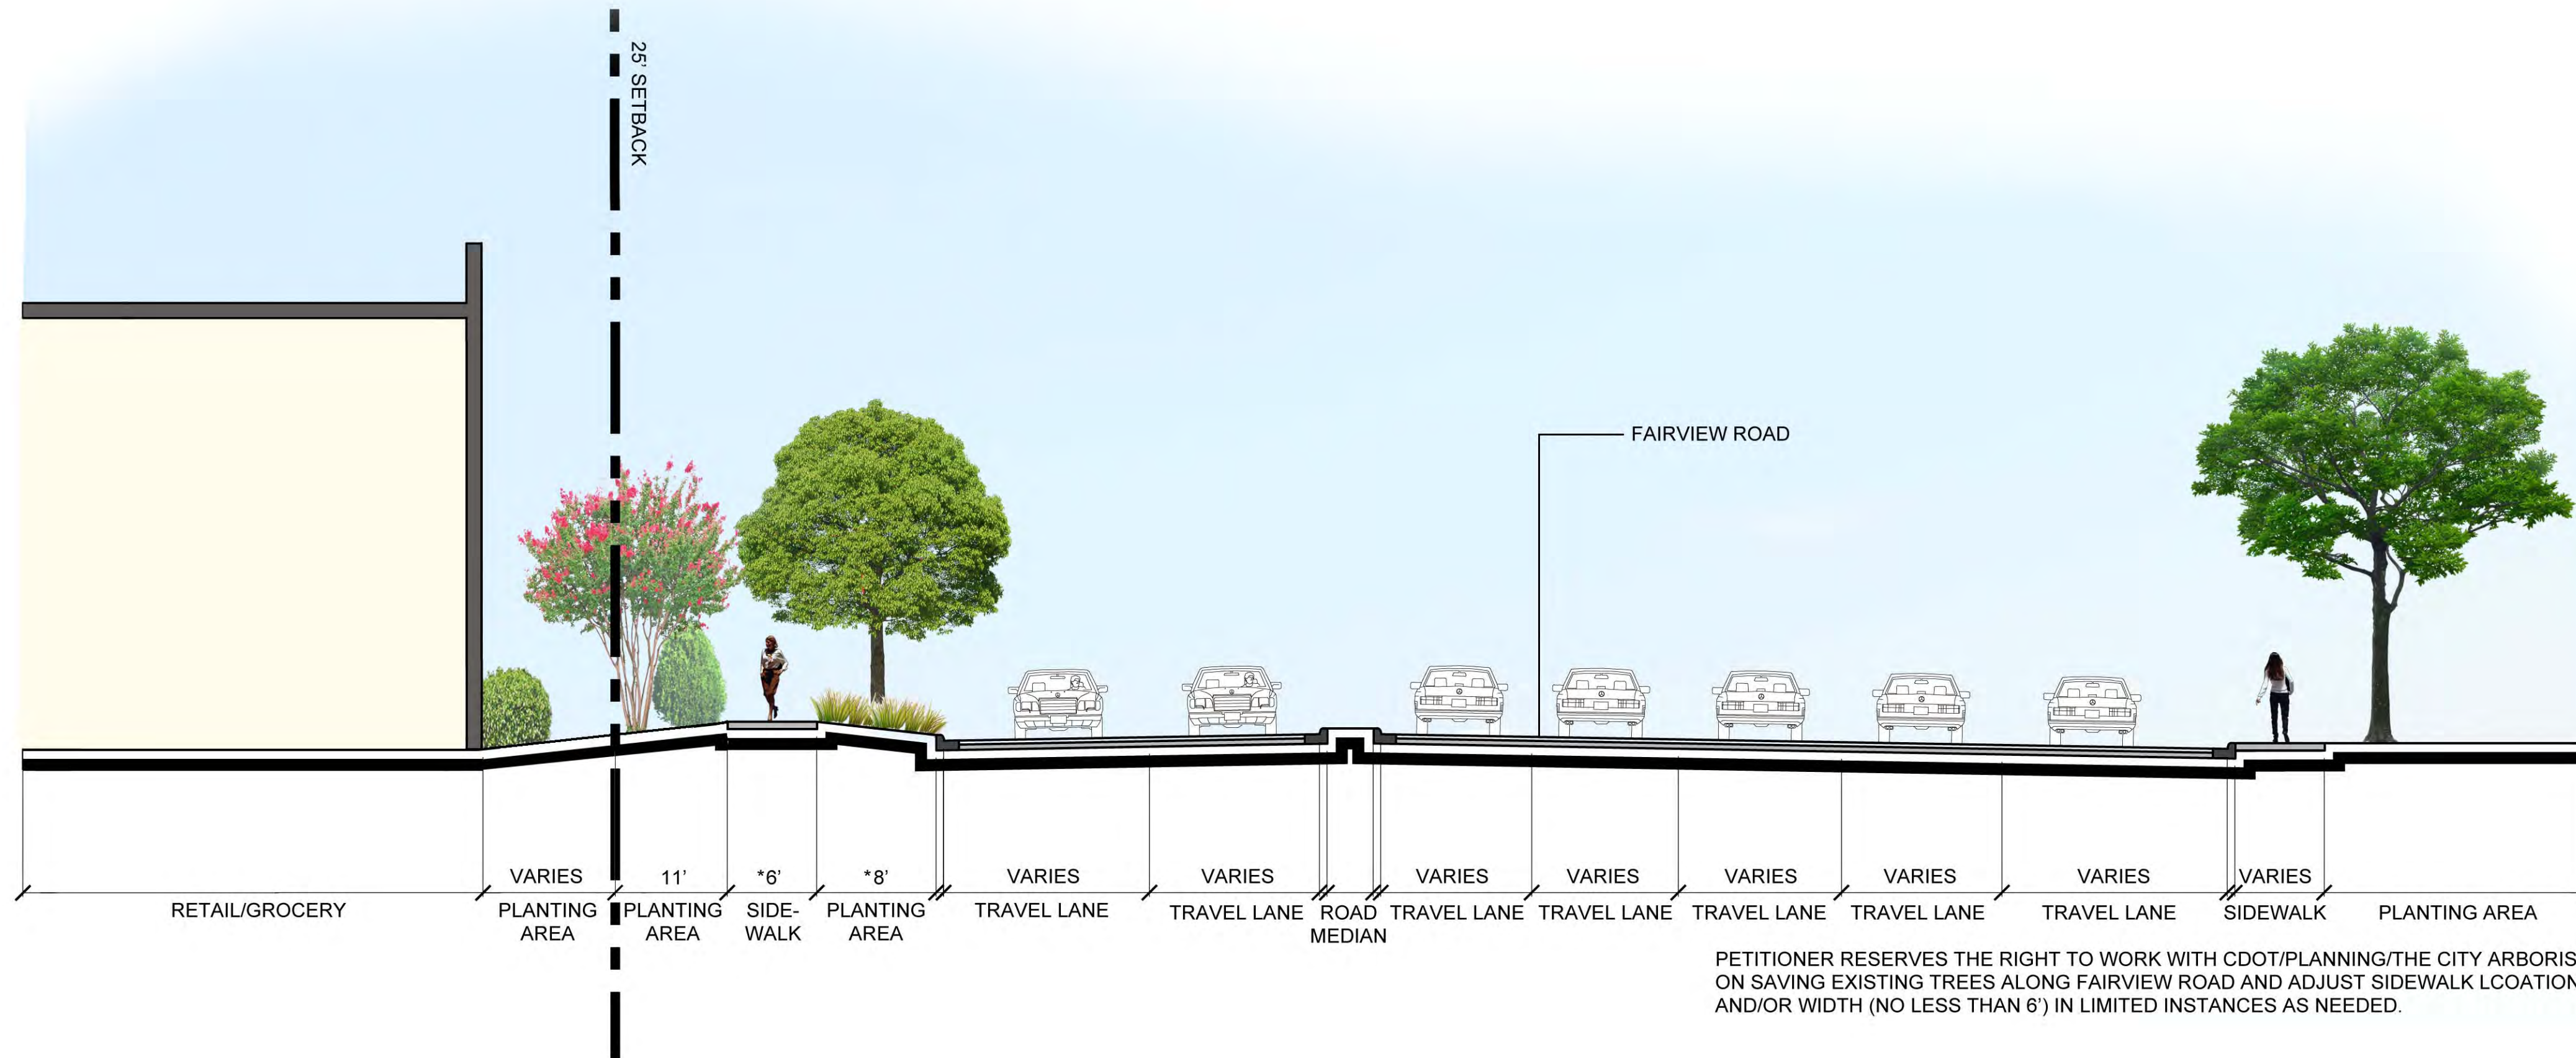 25' SETBACK
FAIRVIEW ROAD
VARIES
11'
*6'
*8'
VARIES
VARIES
VARIES
VARIES
VARIES
VARIES
VARIES
VARIES
RETAIL/GROCERY
PLANTING
AREA
PLANTING
AREA
SIDE-
WALK
PLANTING
AREA
TRAVEL LANE
TRAVEL LANE
ROAD
MEDIAN
TRAVEL LANE
TRAVEL LANE
TRAVEL LANE
TRAVEL LANE
TRAVEL LANE
SIDEWALK
PLANTING AREA
PETITIONER RESERVES THE RIGHT TO WORK WITH CDOT/PLANNING/THE CITY ARBORIS
ON SAVING EXISTING TREES ALONG FAIRVIEW ROAD AND ADJUST SIDEWALK LCOATION
AND/OR WIDTH (NO LESS THAN 6') IN LIMITED INSTANCES AS NEEDED.